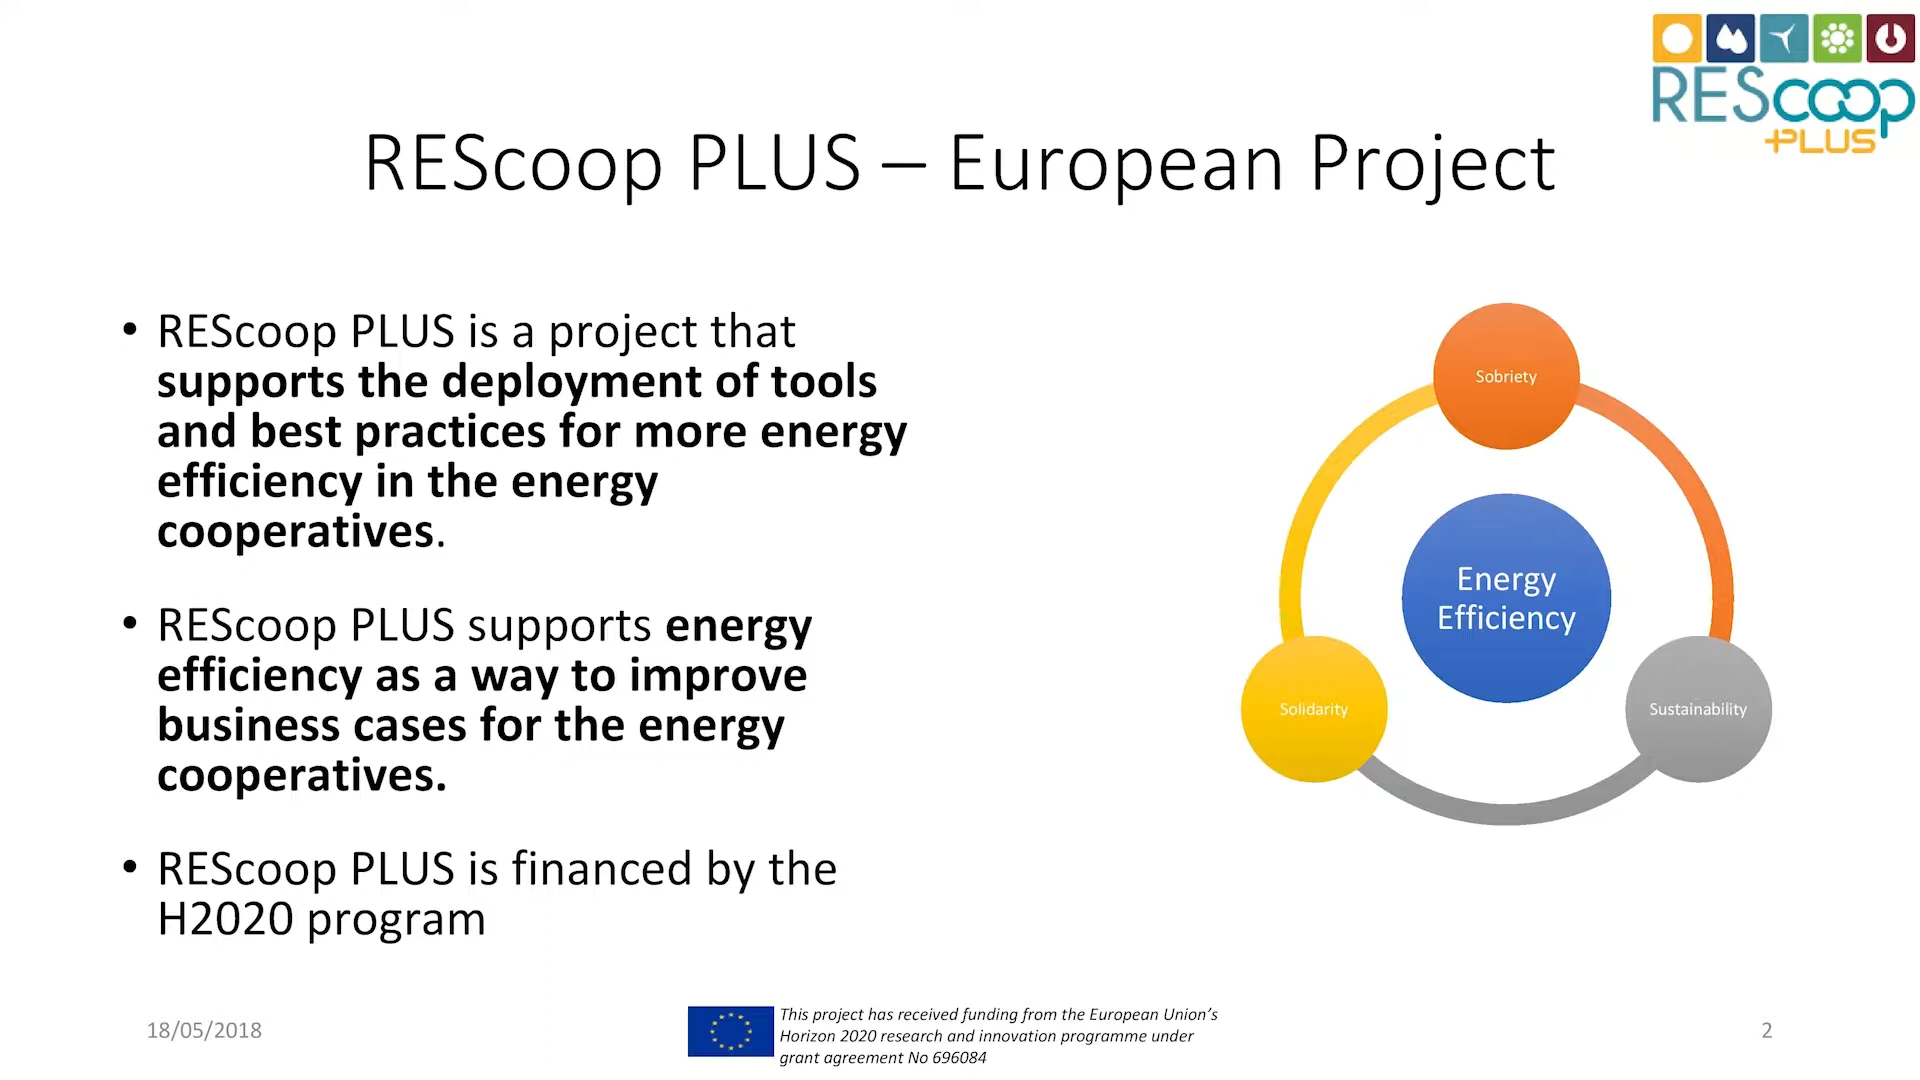 REScoop
+PLUS
REScoop PLUS – European Project
• REScoop PLUS is a project that
supports the deployment of tools
and best practices for more energy
efficiency in the energy
cooperatives.
• REScoop PLUS supports energy
efficiency as a way to improve
business cases for the energy
cooperatives.
• REScoop PLUS is financed by the
H2020 program
Sobriety
Energy
Efficiency
Solidarity
Sustainability
18/05/2018
This project has received funding from the European Union’s
Horizon 2020 research and innovation programme under
grant agreement No 696084
2